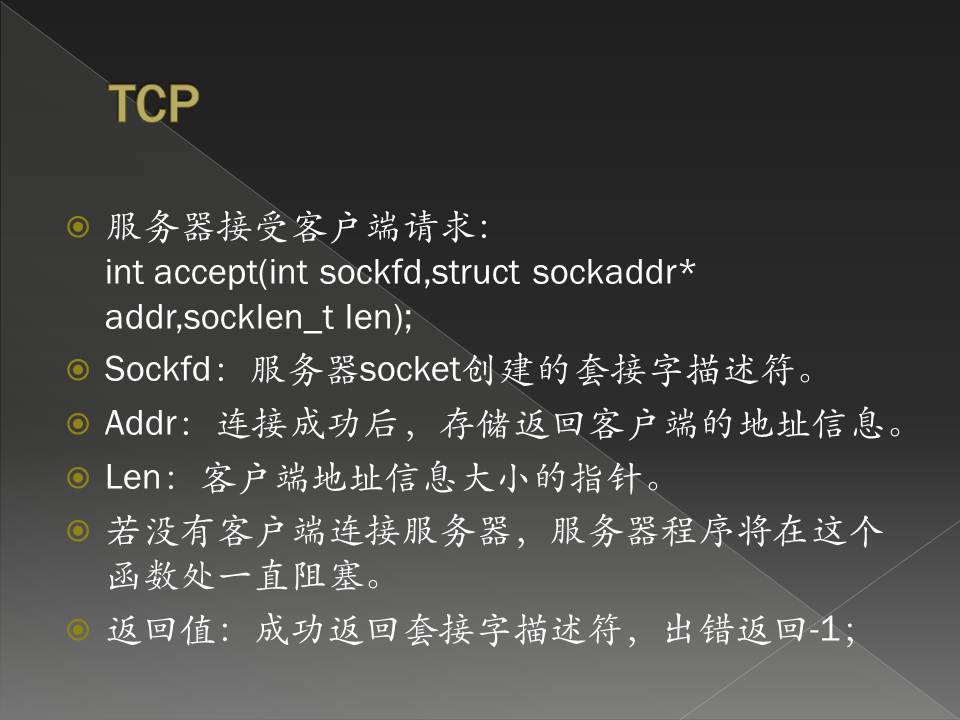 TCP
服务器接受客户端请求:
int accept(int sockfd,struct sockaddr*
addr,socklen_t len);
Sockfd：服务器socket创建的套接字描述符。
Addr：连接成功后，存储返回客户端的地址信息。
Len：客户端地址信息大小的指针。
若没有客户端连接服务器，服务器程序将在这个
函数处一直阻塞。
返回值：成功返回套接字描述符，出错返回-1；